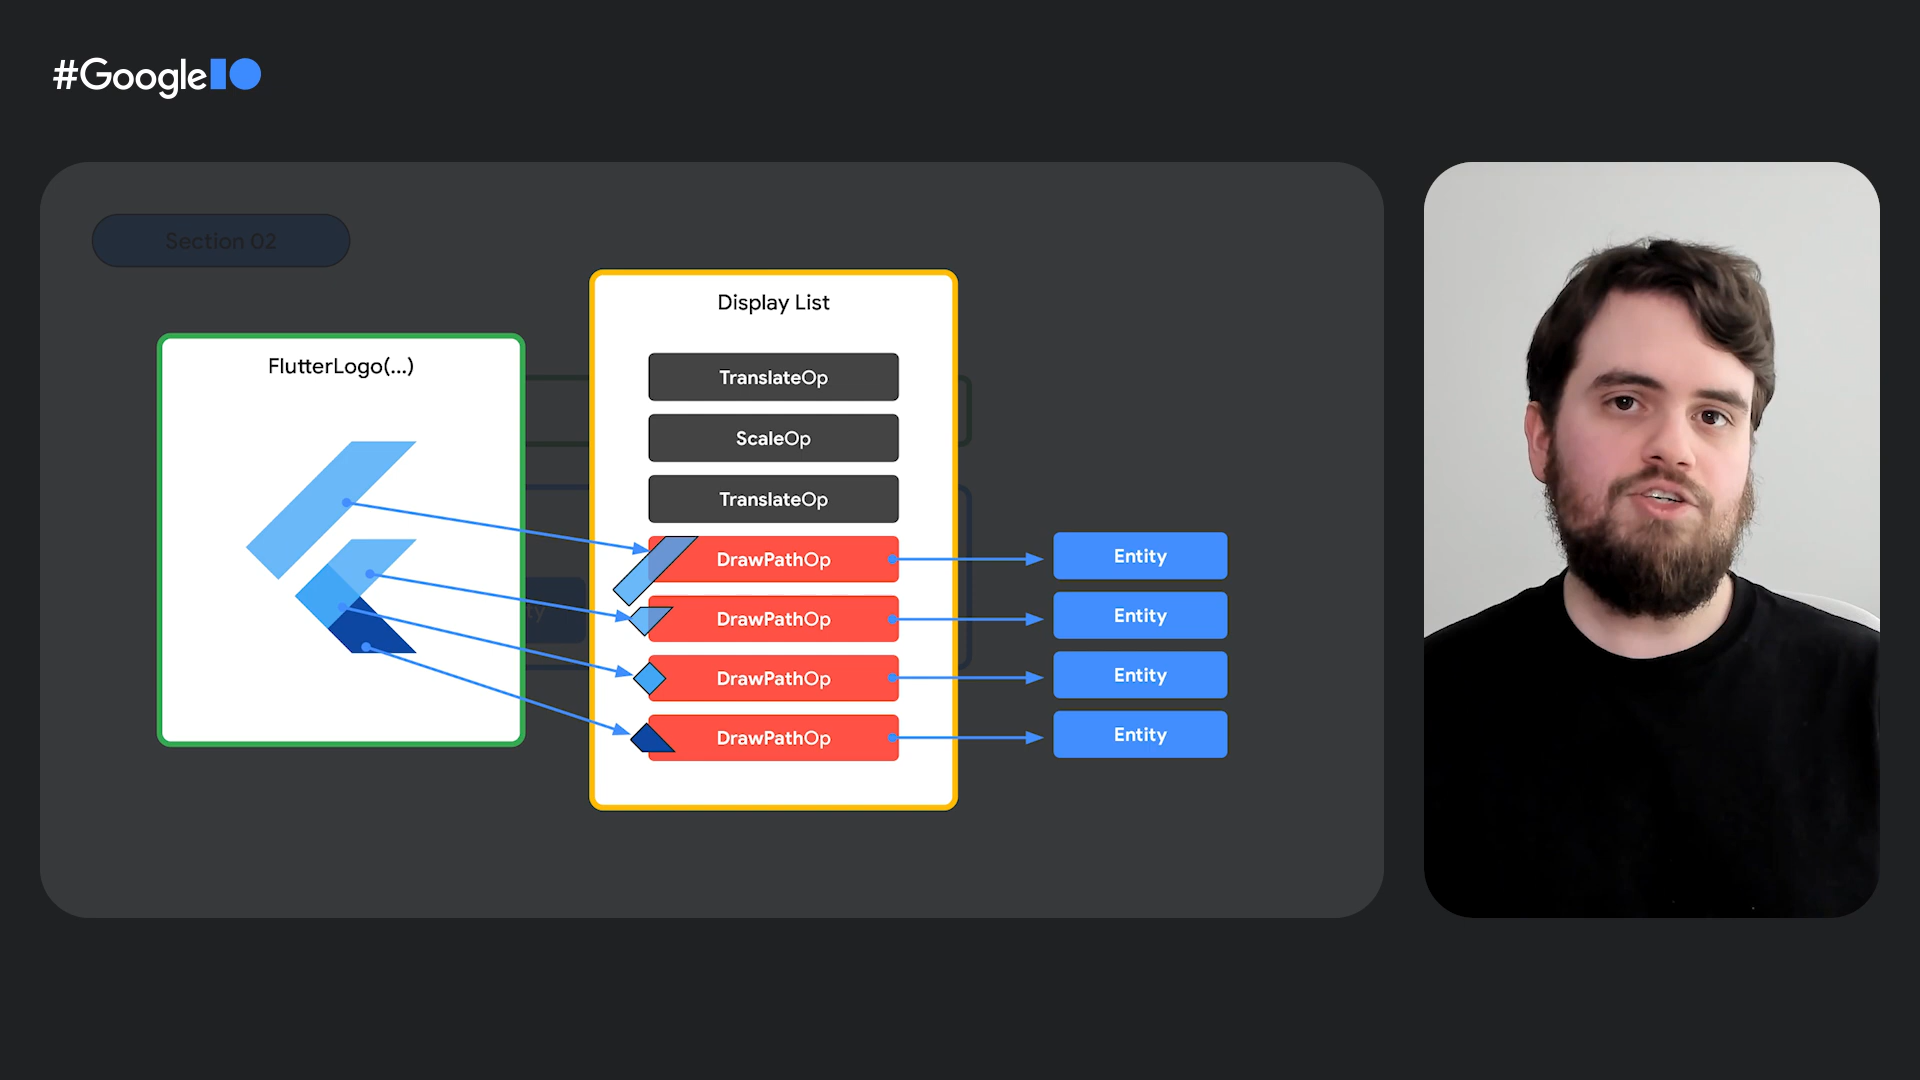 #GoogleIO
Section 02
FlutterLogo(...)
Display List
TranslateOp
ScaleOp
TranslateOp
DrawPathOp
Entity
DrawPathOp
Entity
DrawPathOp
Entity
DrawPathOp
Entity